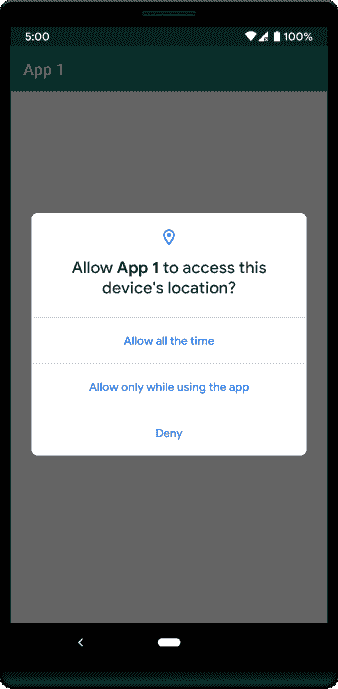 5:00 100%
App 1
Allow App 1 to access this
device's location?
Allow all the time
Allow only while using the app
Deny